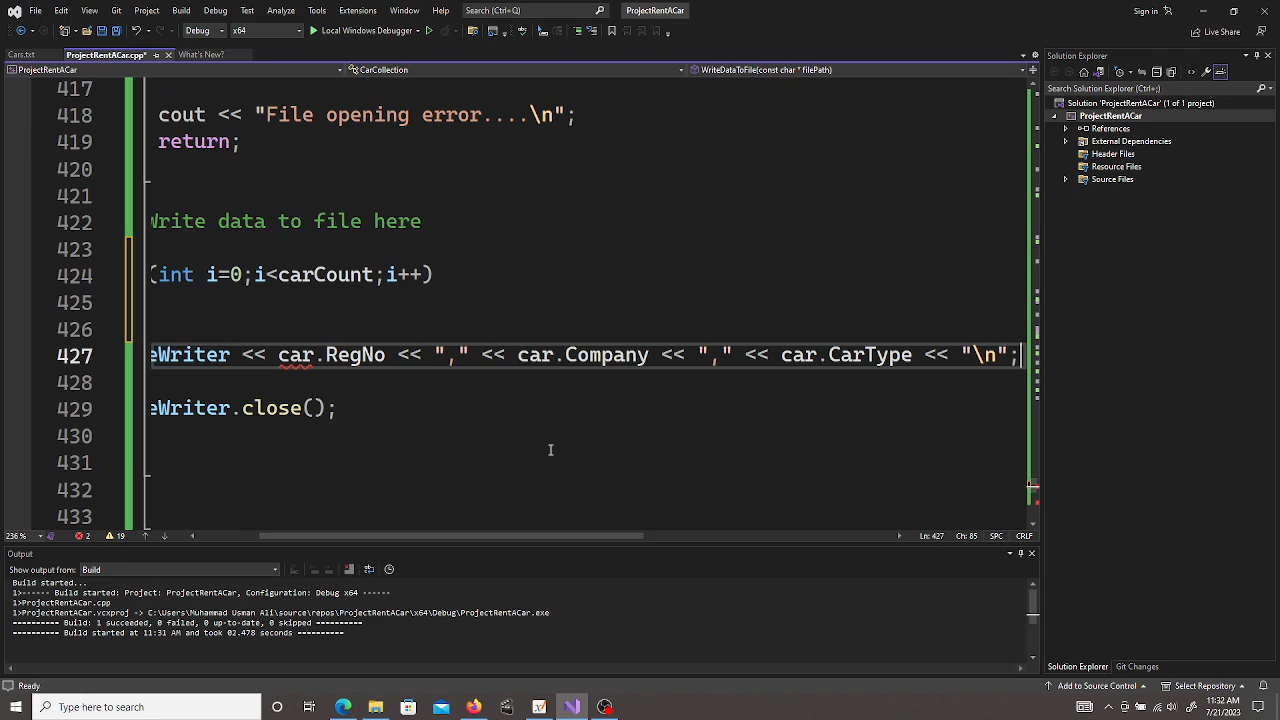 File Edit View Git Project Build Debug Test Analyze Tools Extensions Window Help Search (Ctrl+Q) ProjectRentACar Sign in
Debug x64 Local Windows Debugger Live Share
Cars.txt ProjectRentACar.cpp* What's New? Solution Explorer
ProjectRentACar CarCollection WriteDataToFile(const char * filePath)
Search Solution Explorer (Ctrl+;)
Solution 'ProjectRentACar' (1 of 1 project)
ProjectRentACar
References
External Dependencies
Header Files
Resource Files
Source Files
417
418 cout << "File opening error....\n";
419 return;
420
421
422 Write data to file here
423
424 (int i=0;i<carCount;i++)
425
426
427 eWriter << car.RegNo << "," << car.Company << "," << car.CarType << "\n";
428
429 eWriter.close();
430
431
432
433
236 % 2 19 Ln: 427 Ch: 85 SPC CRLF
Output
Show output from: Build
Build started...
1>------ Build started: Project: ProjectRentACar, Configuration: Debug x64 ------
1>ProjectRentACar.cpp
1>ProjectRentACar.vcxproj -> C:\Users\Muhammad Usman Ali\source\repos\ProjectRentACar\x64\Debug\ProjectRentACar.exe
========== Build: 1 succeeded, 0 failed, 0 up-to-date, 0 skipped ==========
========== Build started at 11:31 AM and took 02.478 seconds ==========
Solution Explorer Git Changes
Ready Add to Source Control Select Repository
Type here to search
11:32 AM
7/21/2023